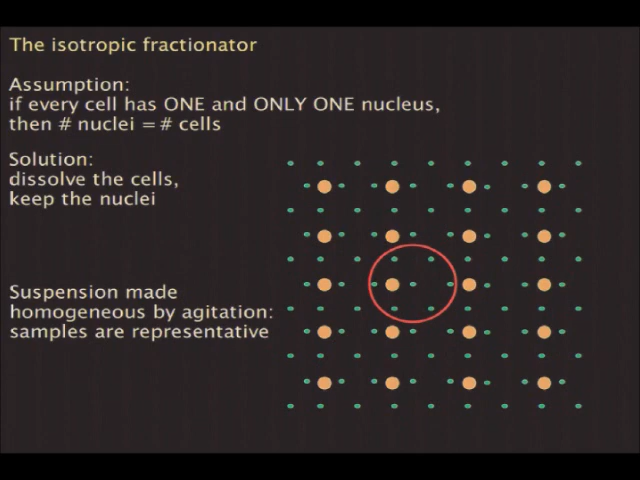 The isotropic fractionator
Assumption:
if every cell has ONE and ONLY ONE nucleus,
then # nuclei = # cells
Solution:
dissolve the cells,
keep the nuclei
Suspension made
homogeneous by agitation:
samples are representative